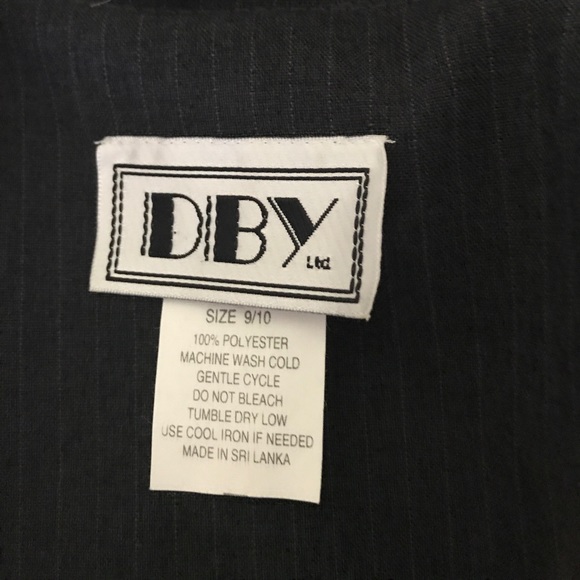 DBY Ltd.
SIZE 9/10
100% POLYESTER
MACHINE WASH COLD
GENTLE CYCLE
DO NOT BLEACH
TUMBLE DRY LOW
USE COOL IRON IF NEEDED
MADE IN SRI LANKA